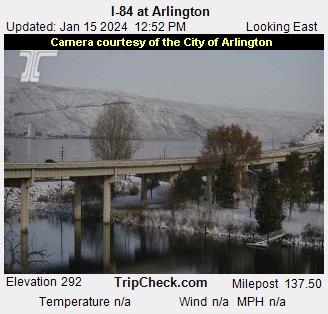 I-84 at Arlington
Updated: Jan 15 2024 12:52 PM Looking East
Camera courtesy of the City of Arlington
Elevation 292 TripCheck.com Milepost 137.50
Temperature n/a Wind n/a MPH n/a